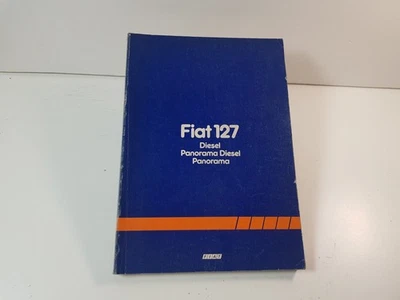 Fiat 127
Diesel
Panorama Diesel
Panorama
FIAT